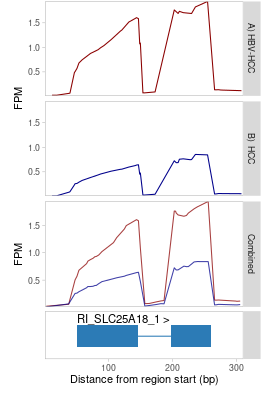 1.5
1.0
0.5
A) HBV-HCC
FPM
1.5
1.0
0.5
B) HCC
1.5
1.0
0.5
FPM
Combined
RI_SLC25A18_1 >
100
200
300
Distance from region start (bp)